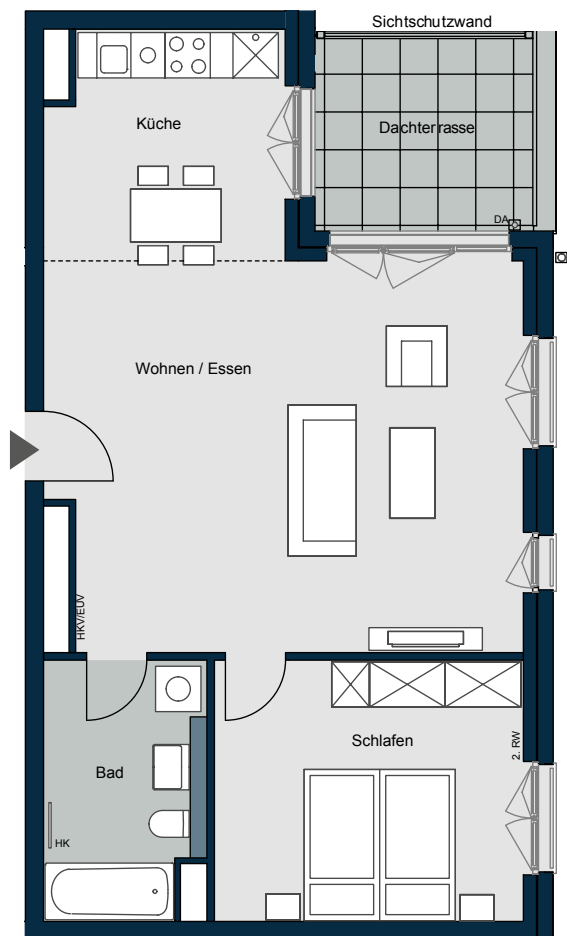 Sichtschutzwand
Küche
Dachterrasse
DA
Wohnen / Essen
HKV/EUV
Schlafen
2. RW
Bad
HK